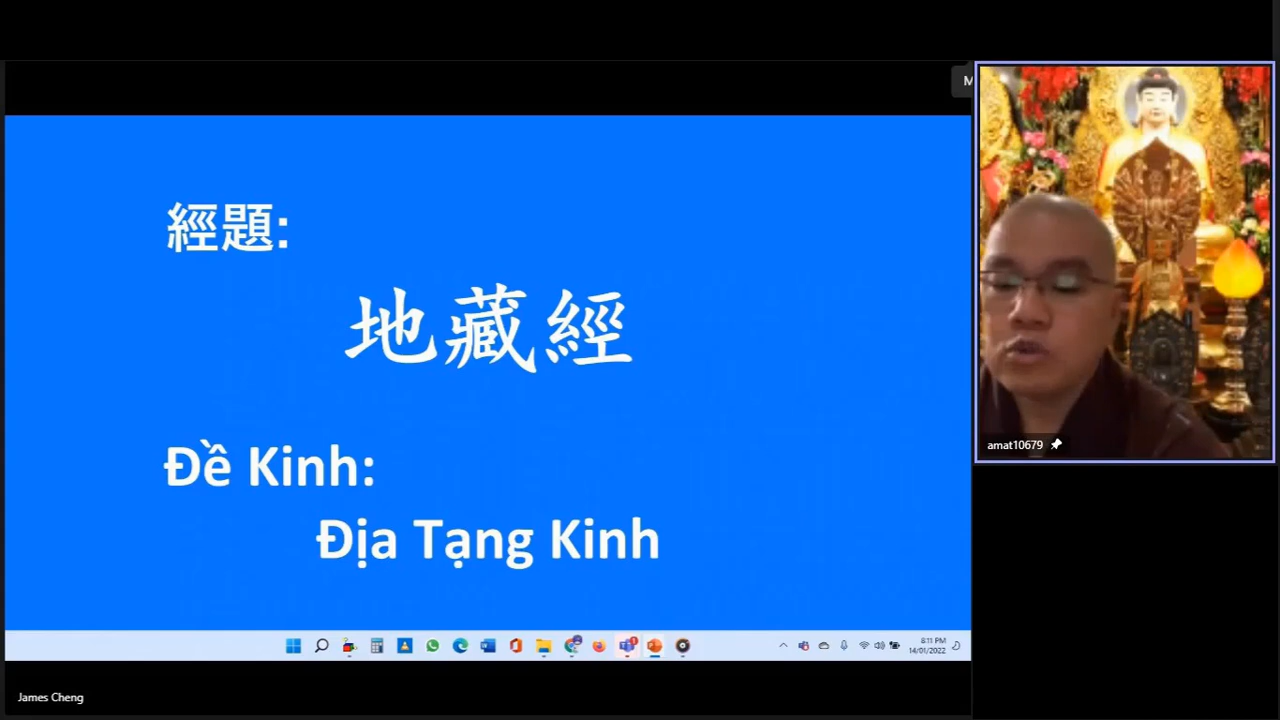 M
經題:
地藏經
Đề Kinh:
Địa Tạng Kinh
amat10679
8:11 PM
14/01/2022
James Cheng